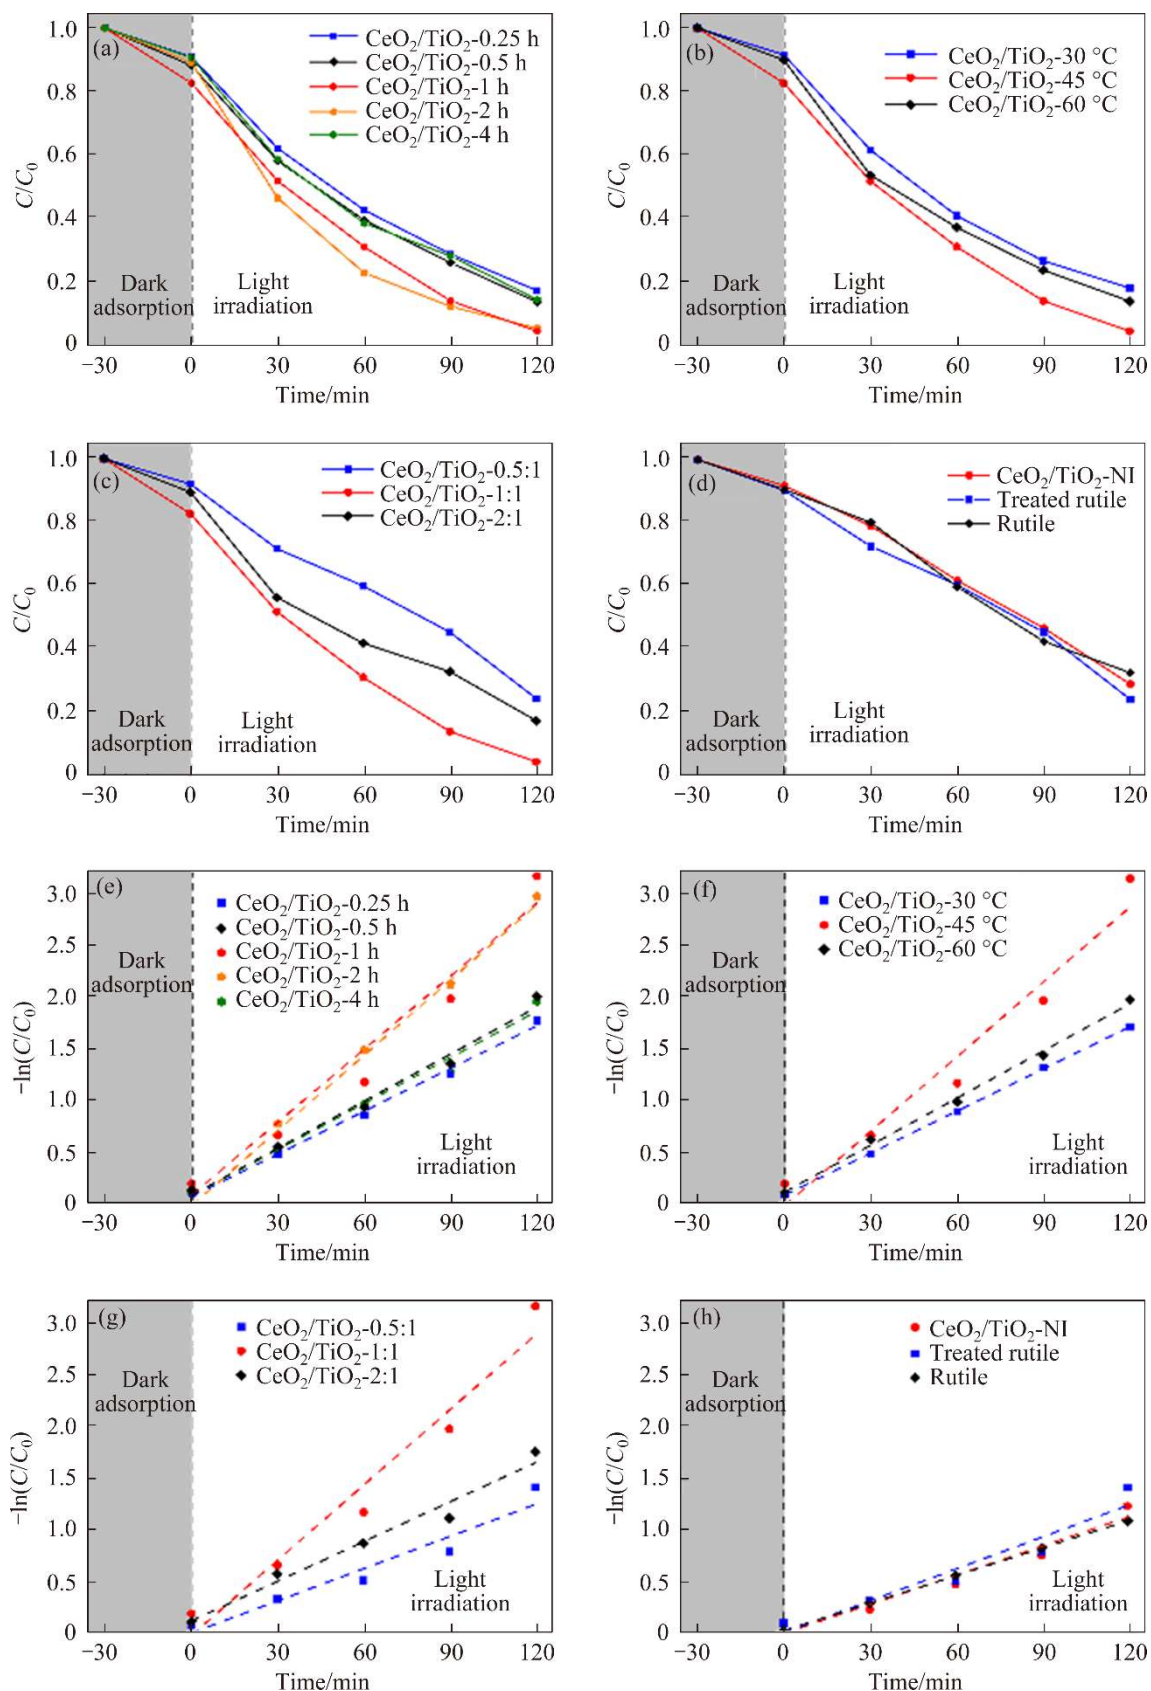 (a)
CeO₂/TiO₂-0.25 h
CeO₂/TiO₂-0.5 h
CeO₂/TiO₂-1 h
CeO₂/TiO₂-2 h
CeO₂/TiO₂-4 h
1.0
0.8
0.6
0.4
0.2
0
C/C₀
Dark
adsorption
Light
irradiation
−30 0 30 60 90 120
Time/min
(b)
CeO₂/TiO₂-30 °C
CeO₂/TiO₂-45 °C
CeO₂/TiO₂-60 °C
1.0
0.8
0.6
0.4
0.2
0
C/C₀
Dark
adsorption
Light
irradiation
−30 0 30 60 90 120
Time/min
(c)
CeO₂/TiO₂-0.5:1
CeO₂/TiO₂-1:1
CeO₂/TiO₂-2:1
1.0
0.8
0.6
0.4
0.2
0
C/C₀
Dark
adsorption
Light
irradiation
−30 0 30 60 90 120
Time/min
(d)
CeO₂/TiO₂-NI
Treated rutile
Rutile
1.0
0.8
0.6
0.4
0.2
0
C/C₀
Dark
adsorption
Light
irradiation
−30 0 30 60 90 120
Time/min
(e)
CeO₂/TiO₂-0.25 h
CeO₂/TiO₂-0.5 h
CeO₂/TiO₂-1 h
CeO₂/TiO₂-2 h
CeO₂/TiO₂-4 h
3.0
2.5
2.0
1.5
1.0
0.5
0
−ln(C/C₀)
Dark
adsorption
Light
irradiation
−30 0 30 60 90 120
Time/min
(f)
CeO₂/TiO₂-30 °C
CeO₂/TiO₂-45 °C
CeO₂/TiO₂-60 °C
3.0
2.5
2.0
1.5
1.0
0.5
0
−ln(C/C₀)
Dark
adsorption
Light
irradiation
−30 0 30 60 90 120
Time/min
(g)
CeO₂/TiO₂-0.5:1
CeO₂/TiO₂-1:1
CeO₂/TiO₂-2:1
3.0
2.5
2.0
1.5
1.0
0.5
0
−ln(C/C₀)
Dark
adsorption
Light
irradiation
−30 0 30 60 90 120
Time/min
(h)
CeO₂/TiO₂-NI
Treated rutile
Rutile
3.0
2.5
2.0
1.5
1.0
0.5
0
−ln(C/C₀)
Dark
adsorption
Light
irradiation
−30 0 30 60 90 120
Time/min